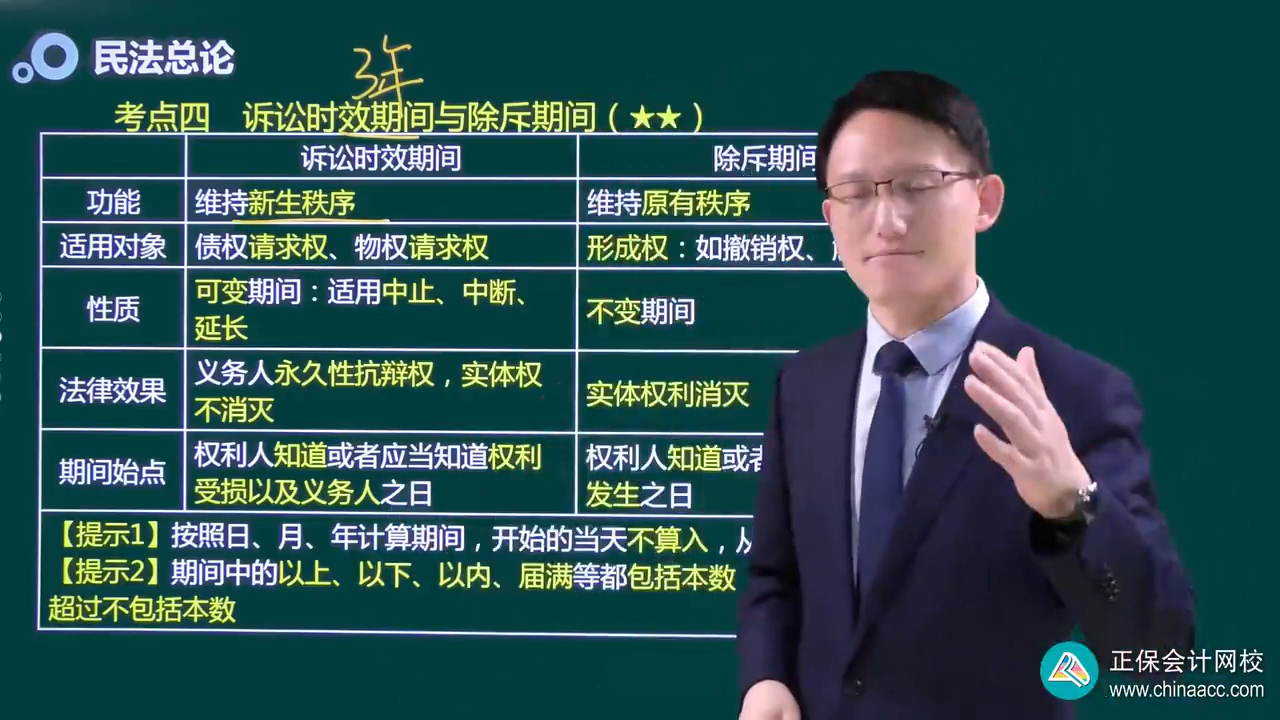 民法总论
3年
考点四 诉讼时效期间与除斥期间（★★）
诉讼时效期间 除斥期间
功能 维持新生秩序 维持原有秩序
适用对象 债权请求权、物权请求权 形成权：如撤销权、
性质 可变期间：适用中止、中断、
延长 不变期间
法律效果 义务人永久性抗辩权，实体权
不消灭 实体权利消灭
期间始点 权利人知道或者应当知道权利
受损以及义务人之日 权利人知道或者
发生之日
【提示1】按照日、月、年计算期间，开始的当天不算入，从
【提示2】期间中的以上、以下、以内、届满等都包括本数
超过不包括本数
正保会计网校
www.chinaacc.com